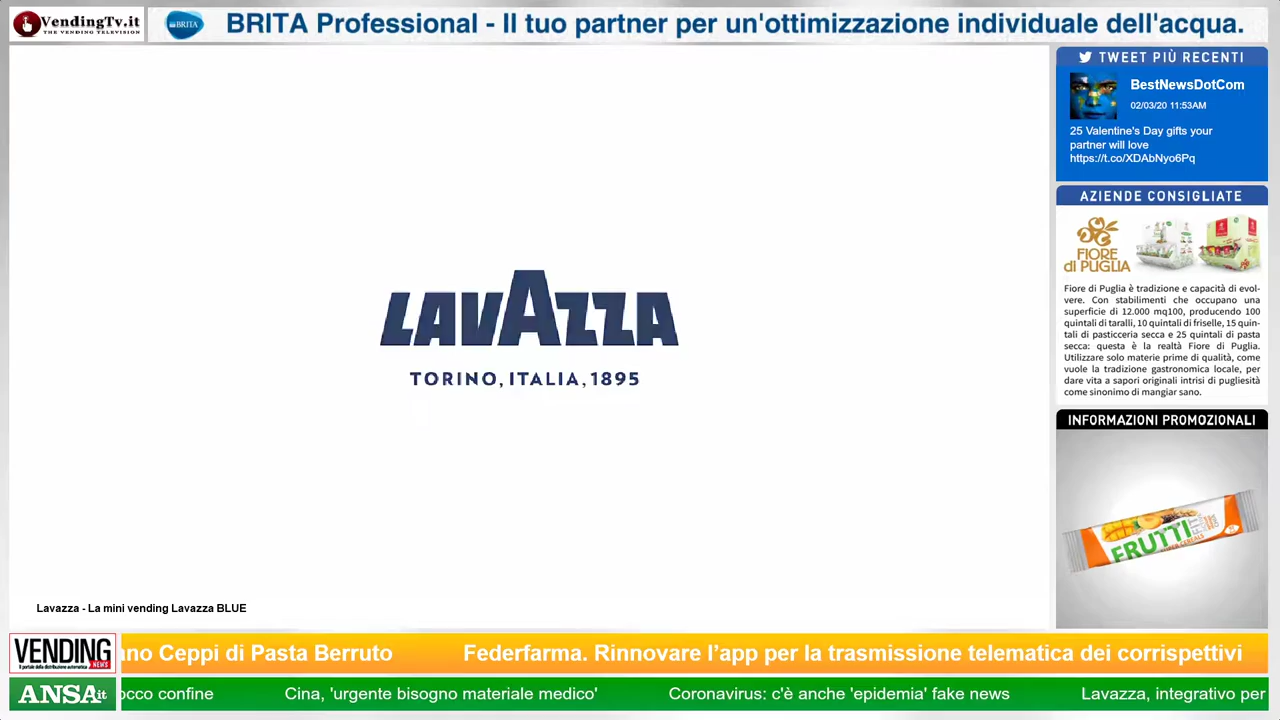 VendingTv.it
THE VENDING TELEVISION
BRITA
BRITA Professional - Il tuo partner per un'ottimizzazione individuale dell'acqua.
TWEET PIÙ RECENTI
BestNewsDotCom
02/03/20 11:53AM
25 Valentine's Day gifts your
partner will love
https://t.co/XDAbNyo6Pq
AZIENDE CONSIGLIATE
FIORE
di PUGLIA
Fiore di Puglia è tradizione e capacità di evol-
vere. Con stabilimenti che occupano una
superficie di 12.000 mq100, producendo 100
quintali di taralli, 10 quintali di friselle, 15 quin-
tali di pasticceria secca e 25 quintali di pasta
secca: questa è la realtà Fiore di Puglia.
Utilizzare solo materie prime di qualità, come
vuole la tradizione gastronomica locale, per
dare vita a sapori originali intrisi di pugliesità
come sinonimo di mangiar sano.
INFORMAZIONI PROMOZIONALI
FRUTTI
LAVAZZA
TORINO, ITALIA, 1895
Lavazza - La mini vending Lavazza BLUE
VENDING
NEWS
Il portale della distribuzione automatica
ano Ceppi di Pasta Berruto
Federfarma. Rinnovare l’app per la trasmissione telematica dei corrispettivi
ANSA.it
occo confine
Cina, 'urgente bisogno materiale medico'
Coronavirus: c'è anche 'epidemia' fake news
Lavazza, integrativo per